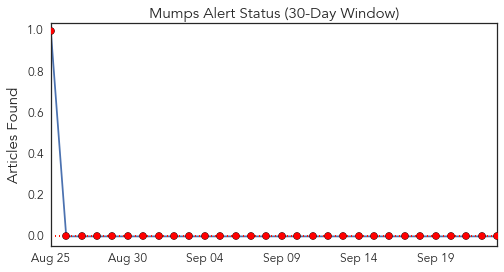 Mumps Alert Status (30-Day Window)
Articles Found
1.0
0.8
0.6
0.4
0.2
0.0
Aug 25 Aug 30 Sep 04 Sep 09 Sep 14 Sep 19